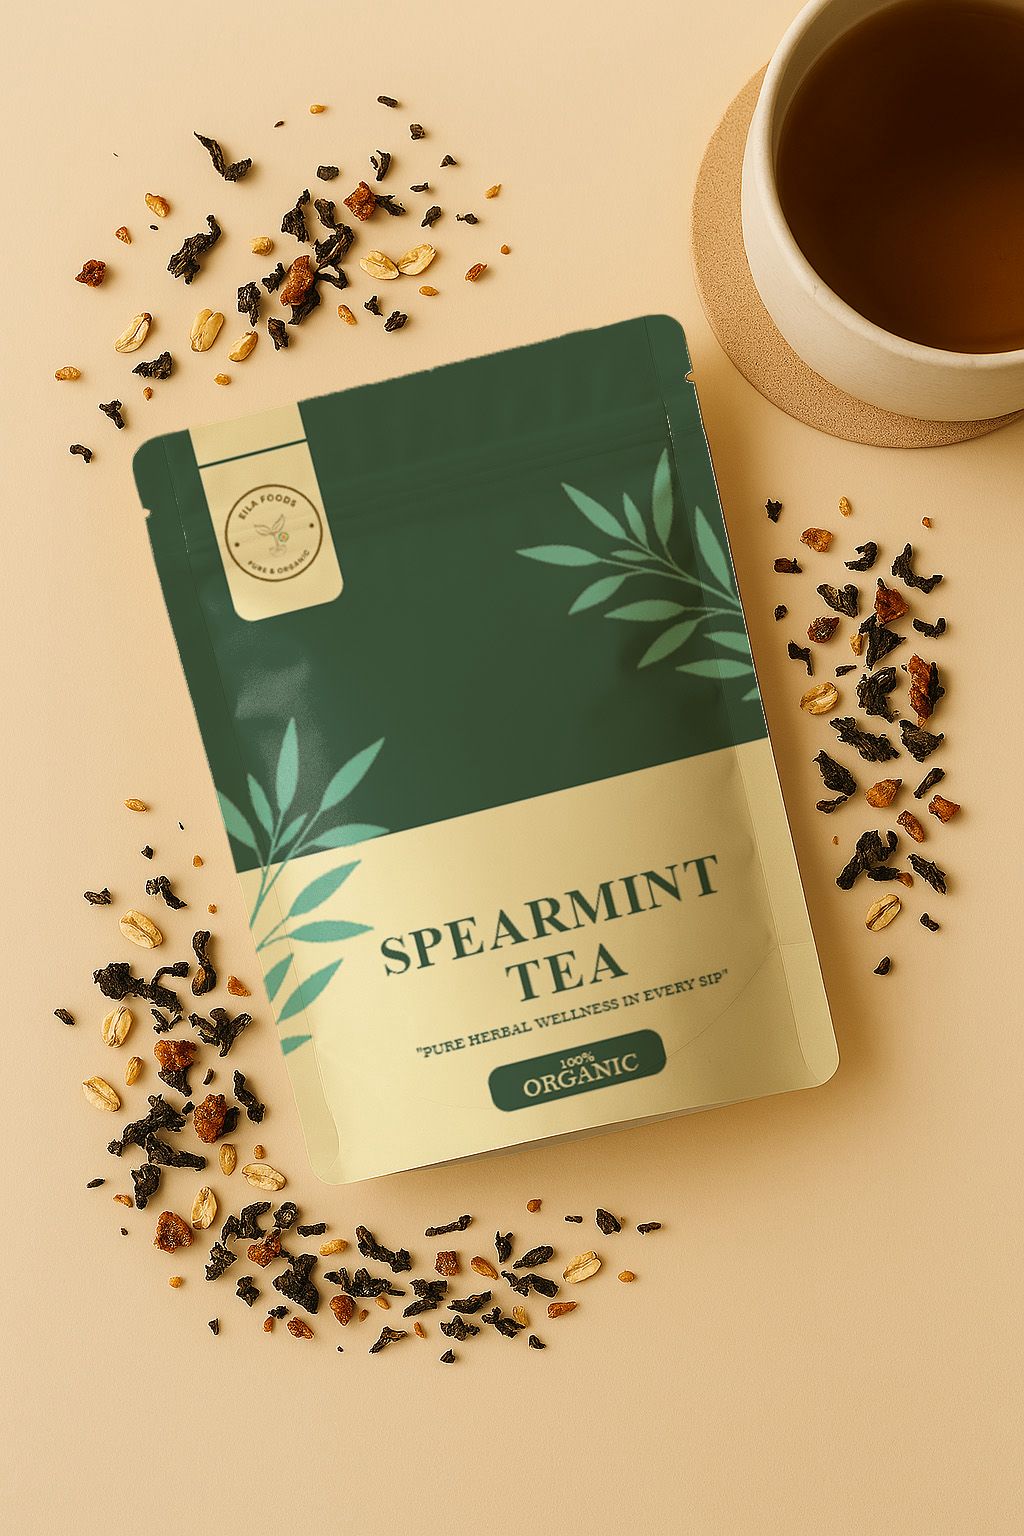 EILA FOODS
PURE & ORGANIC
SPEARMINT
TEA
"PURE HERBAL WELLNESS IN EVERY SIP"
100%
ORGANIC